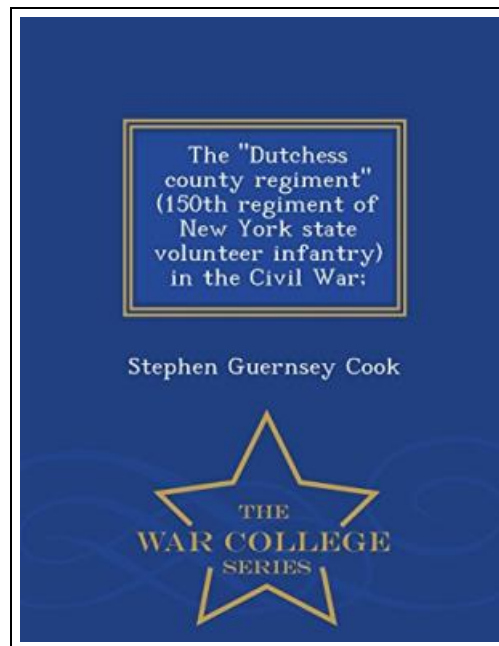 The "Dutchess
county regiment"
(150th regiment of
New York state
volunteer infantry)
in the Civil War;
Stephen Guernsey Cook
THE
WAR COLLEGE
SERIES